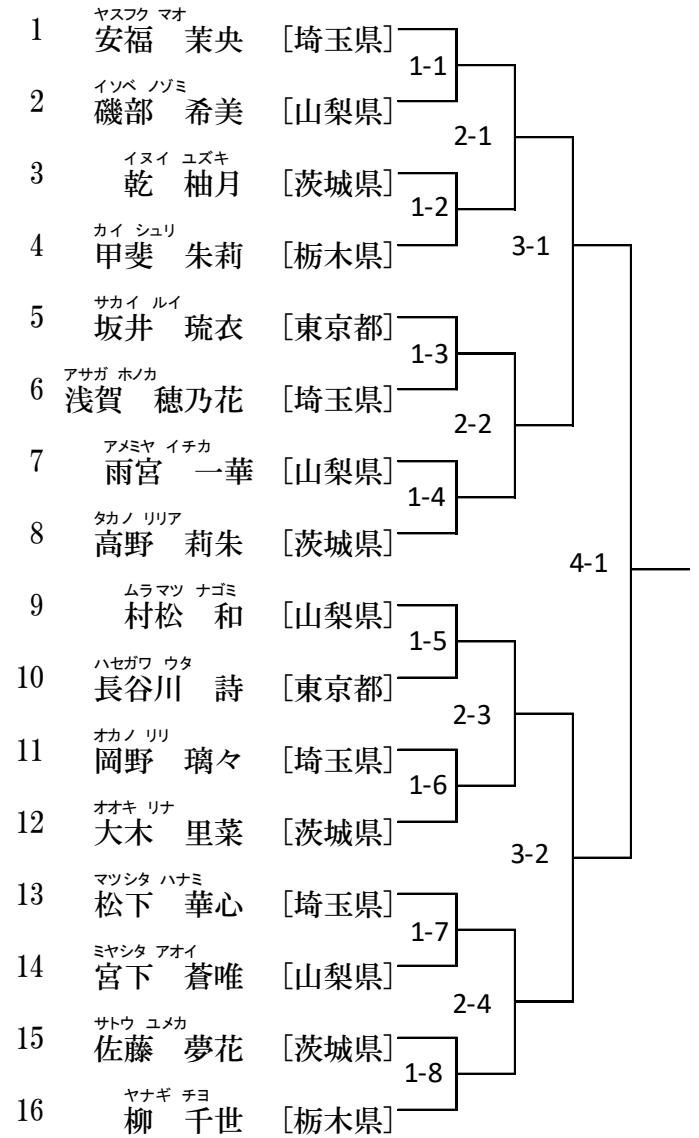 ヤスフク マオ
1 安福 茉央 [埼玉県]
1-1
イソベ ノゾミ
2 磯部 希美 [山梨県]
2-1
イヌイ ユズキ
3 乾 柚月 [茨城県]
1-2
カイ シュリ
4 甲斐 朱莉 [栃木県]
3-1
サカイ ルイ
5 坂井 琉衣 [東京都]
1-3
アサガ ホノカ
6 浅賀 穂乃花 [埼玉県]
2-2
アメミヤ イチカ
7 雨宮 一華 [山梨県]
1-4
タカノ リリア
8 高野 莉朱 [茨城県]
4-1
ムラマツ ナゴミ
9 村松 和 [山梨県]
1-5
ハセガワ ウタ
10 長谷川 詩 [東京都]
2-3
オカノ リリ
11 岡野 璃々 [埼玉県]
1-6
オオキ リナ
12 大木 里菜 [茨城県]
3-2
マツシタ ハナミ
13 松下 華心 [埼玉県]
1-7
ミヤシタ アオイ
14 宮下 蒼唯 [山梨県]
2-4
サトウ ユメカ
15 佐藤 夢花 [茨城県]
1-8
ヤナギ チヨ
16 柳 千世 [栃木県]